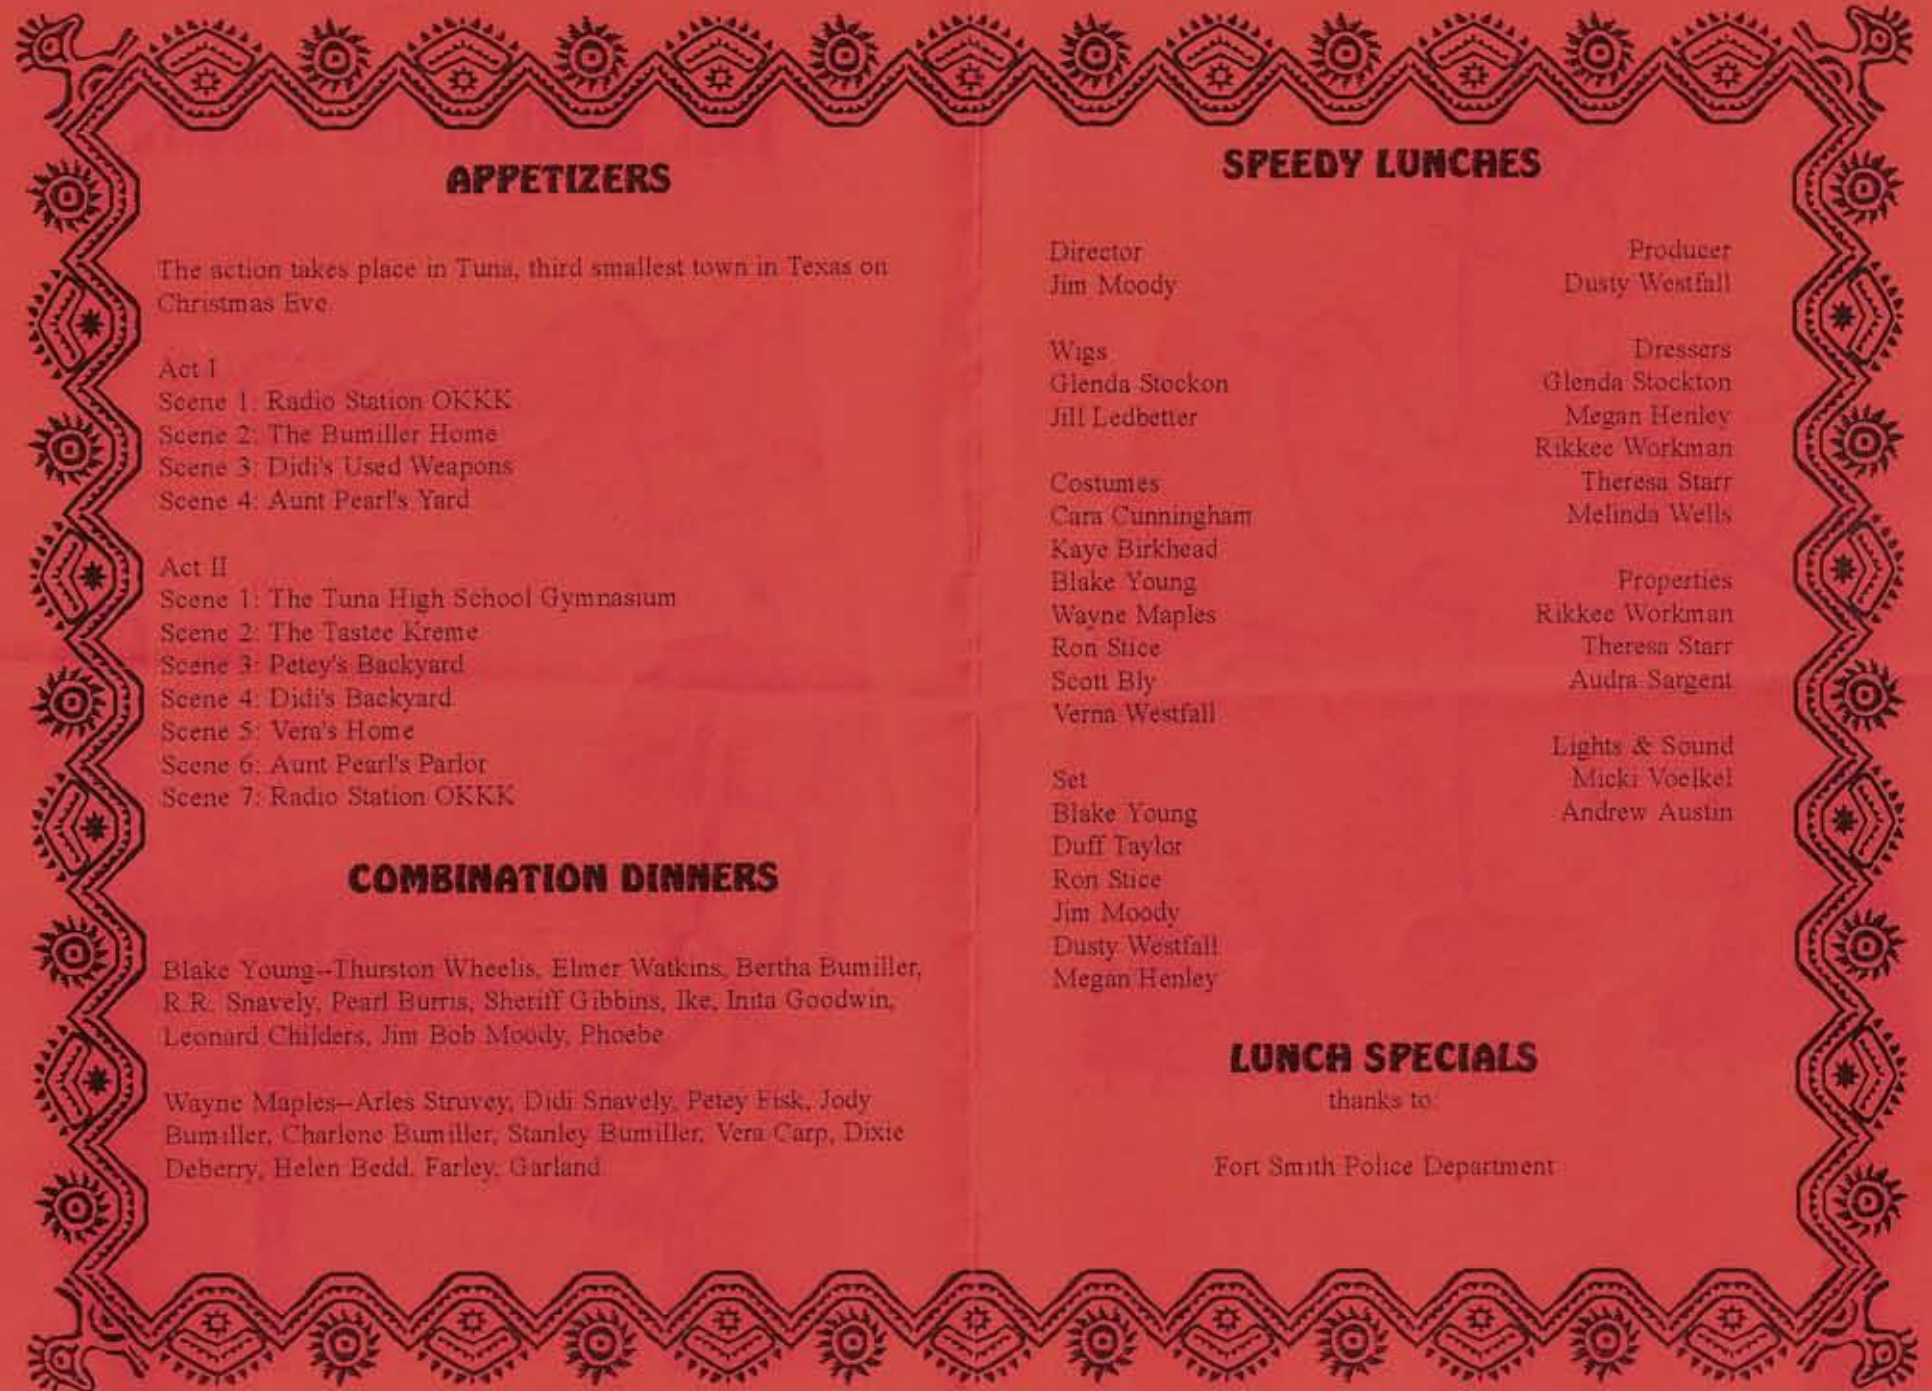 APPETIZERS
The action takes place in Tuna, third smallest town in Texas on
Christmas Eve.
Act I
Scene 1: Radio Station OKKK
Scene 2: The Bumiller Home
Scene 3: Didi's Used Weapons
Scene 4: Aunt Pearl's Yard
Act II
Scene 1: The Tuna High School Gymnasium
Scene 2: The Tastee Kreme
Scene 3: Petey's Backyard
Scene 4: Didi's Backyard
Scene 5: Vera's Home
Scene 6: Aunt Pearl's Parlor
Scene 7: Radio Station OKKK
COMBINATION DINNERS
Blake Young--Thurston Wheelis, Elmer Watkins, Bertha Bumiller,
R.R. Snavely, Pearl Burris, Sheriff Gibbins, Ike, Inita Goodwin,
Leonard Childers, Jim Bob Moody, Phoebe
Wayne Maples--Arles Struvey, Didi Snavely, Petey Fisk, Jody
Bumiller, Charlene Bumiller, Stanley Bumiller, Vera Carp, Dixie
Deberry, Helen Bedd, Farley, Garland
SPEEDY LUNCHES
Director
Jim Moody
Wigs
Glenda Stockon
Jill Ledbetter
Costumes
Cara Cunningham
Kaye Birkhead
Blake Young
Wayne Maples
Ron Stice
Scott Bly
Verna Westfall
Set
Blake Young
Duff Taylor
Ron Stice
Jim Moody
Dusty Westfall
Megan Henley
Producer
Dusty Westfall
Dressers
Glenda Stockton
Megan Henley
Rikkee Workman
Theresa Starr
Melinda Wells
Properties
Rikkee Workman
Theresa Starr
Audra Sargent
Lights & Sound
Micki Voelkel
Andrew Austin
LUNCH SPECIALS
thanks to:
Fort Smith Police Department